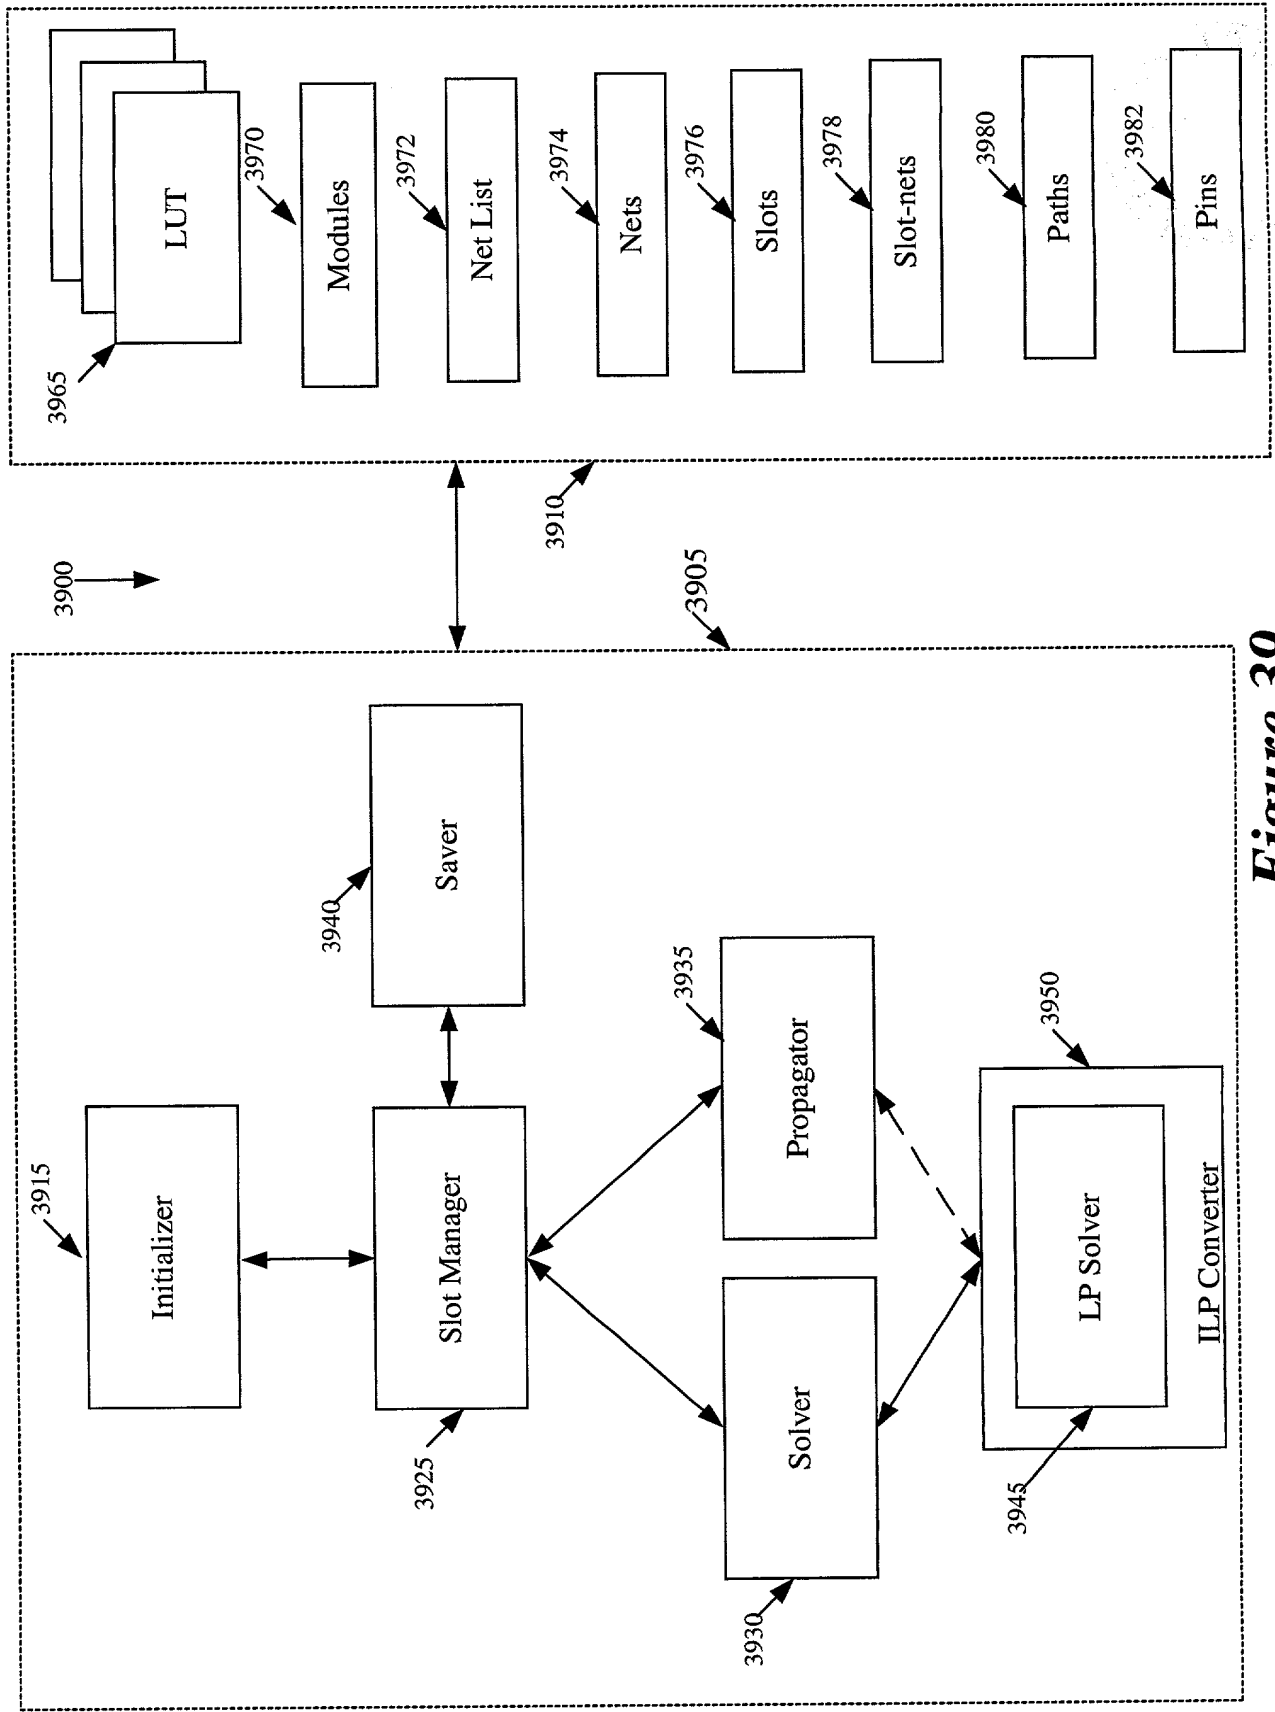 3900
3905
3915
Initializer
3925
Slot Manager
3940
Saver
3930
Solver
3935
Propagator
3945
LP Solver
3950
ILP Converter
3910
3965
LUT
3970
Modules
3972
Net List
3974
Nets
3976
Slots
3978
Slot-nets
3980
Paths
3982
Pins
Figure 39